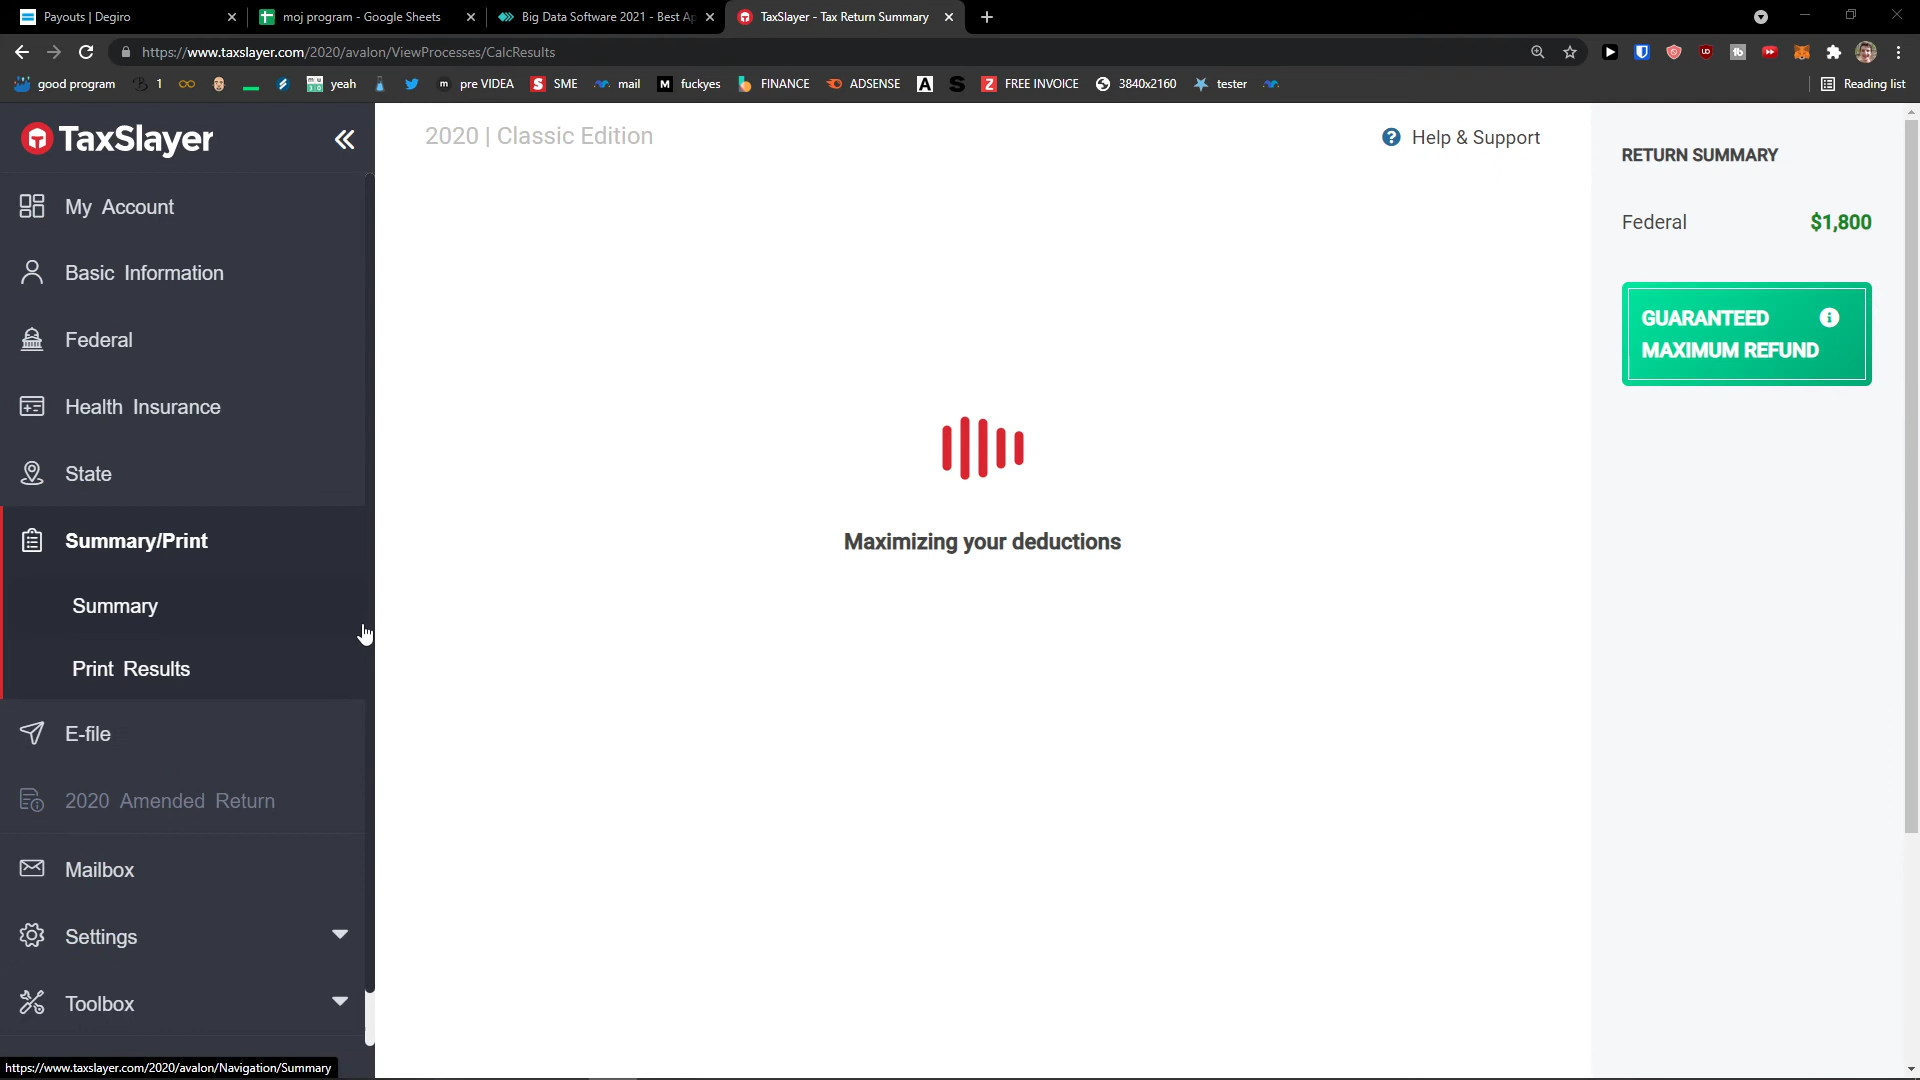 Payouts | Degiro
moj program - Google Sheets
Big Data Software 2021 - Best Ap
TaxSlayer - Tax Return Summary
https://www.taxslayer.com/2020/avalon/ViewProcesses/CalcResults
good program
1
yeah
pre VIDEA
SME
mail
fuckyes
FINANCE
ADSENSE
FREE INVOICE
3840x2160
tester
Reading list
TaxSlayer
2020 | Classic Edition
Help & Support
RETURN SUMMARY
My Account
Federal
$1,800
Basic Information
GUARANTEED
MAXIMUM REFUND
Federal
Health Insurance
State
Summary/Print
Maximizing your deductions
Summary
Print Results
E-file
2020 Amended Return
Mailbox
Settings
Toolbox
https://www.taxslayer.com/2020/avalon/Navigation/Summary